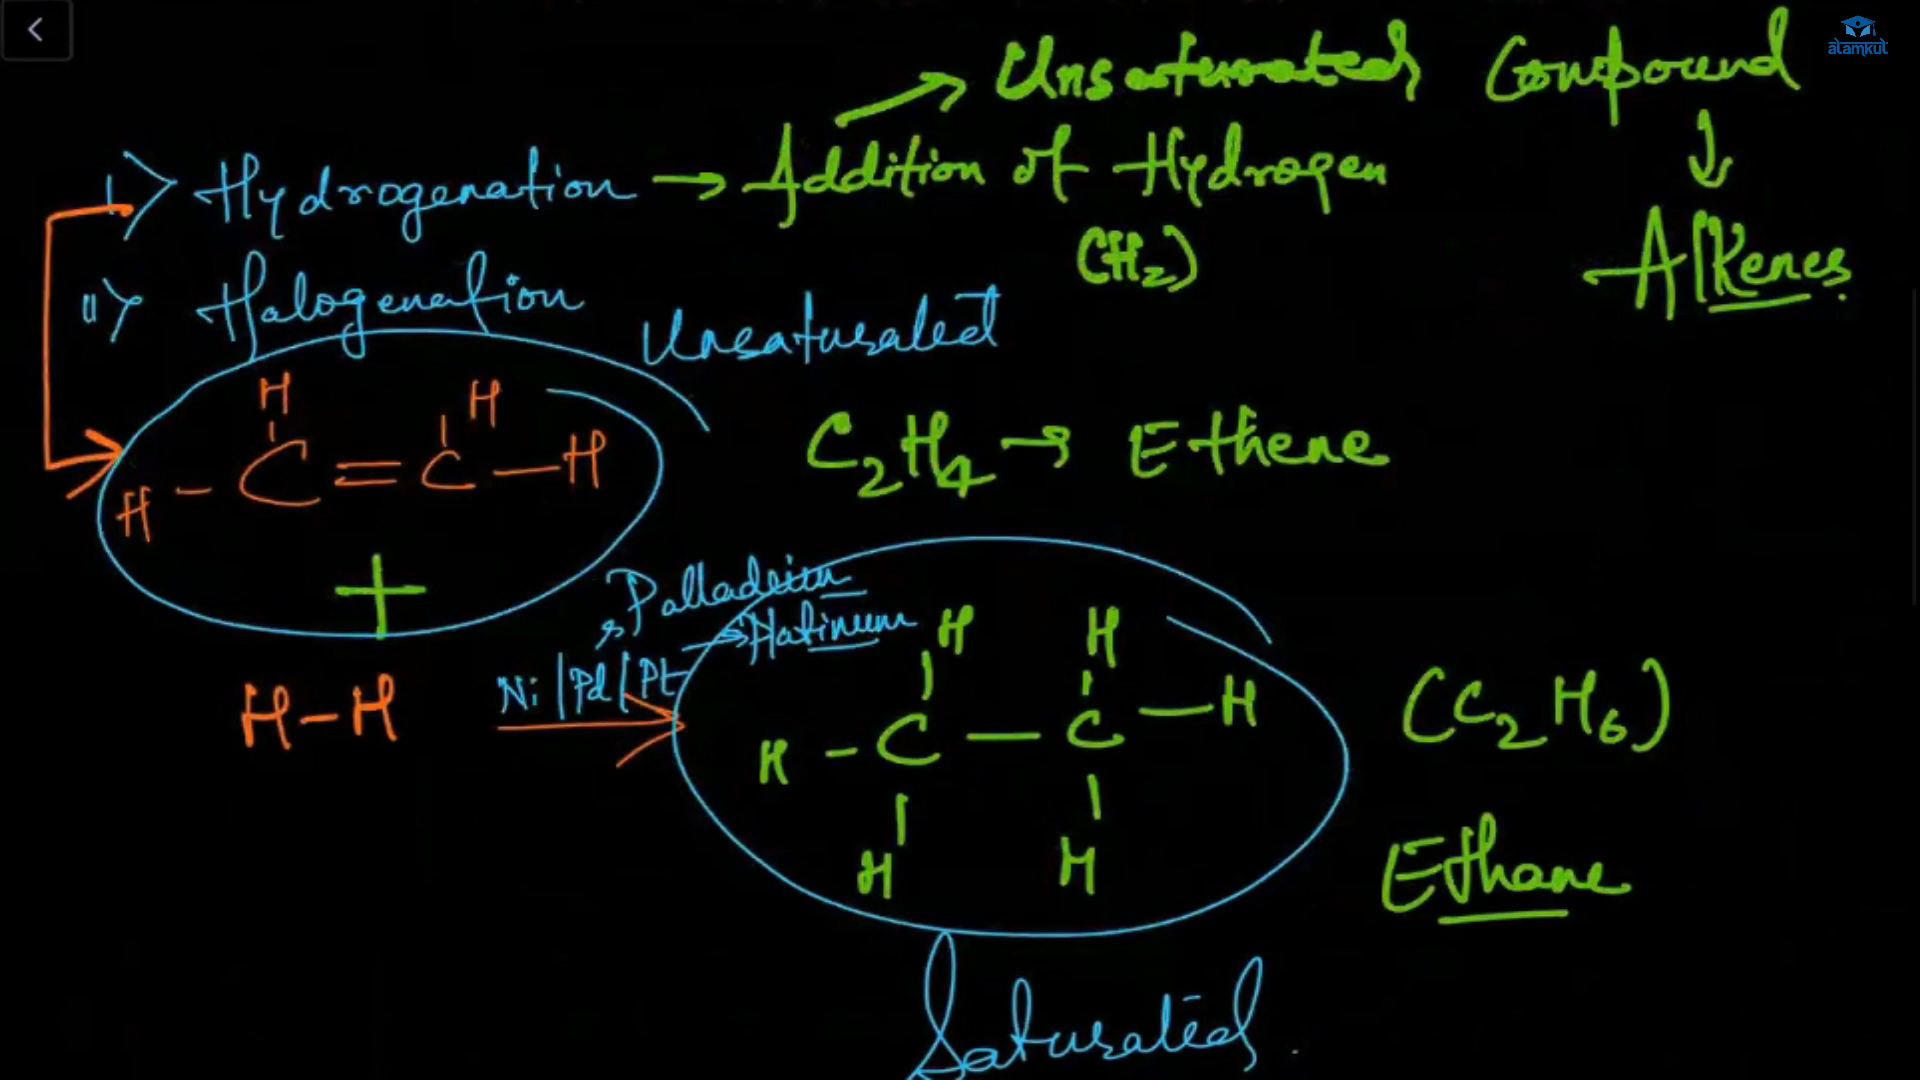 alamkut
Unsaturated Compound
I) Hydrogenation → Addition of Hydrogen
(H₂)
Alkenes
II) Halogenation
Unsaturated
H H
H - C = C - H
C₂H₄ → Ethene
+
Palladium
Platinum
H-H
Ni/Pd/Pt
H H
H - C - C - H
H H
(C₂H₆)
Ethane
Saturated